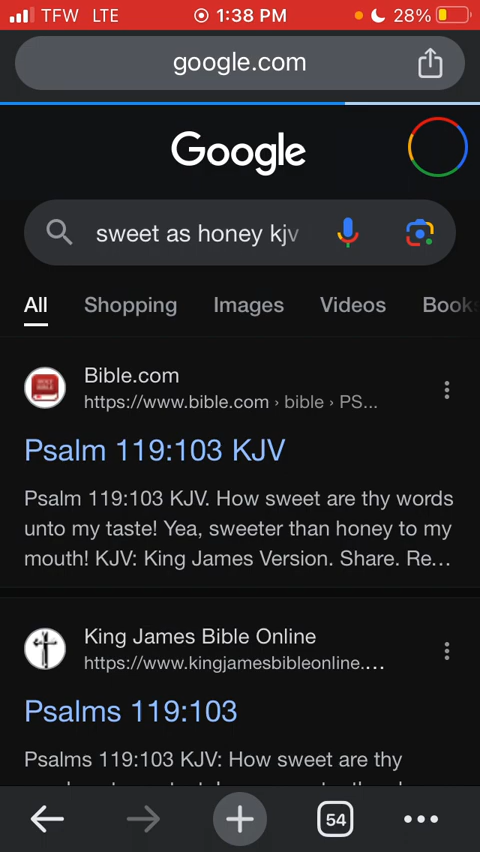 TFW LTE 1:38 PM 28%
google.com
Google
sweet as honey kjv
All Shopping Images Videos Books
Bible.com
https://www.bible.com › bible › PS...
Psalm 119:103 KJV
Psalm 119:103 KJV. How sweet are thy words
unto my taste! Yea, sweeter than honey to my
mouth! KJV: King James Version. Share. Re...
King James Bible Online
https://www.kingjamesbibleonline....
Psalms 119:103
Psalms 119:103 KJV: How sweet are thy
54